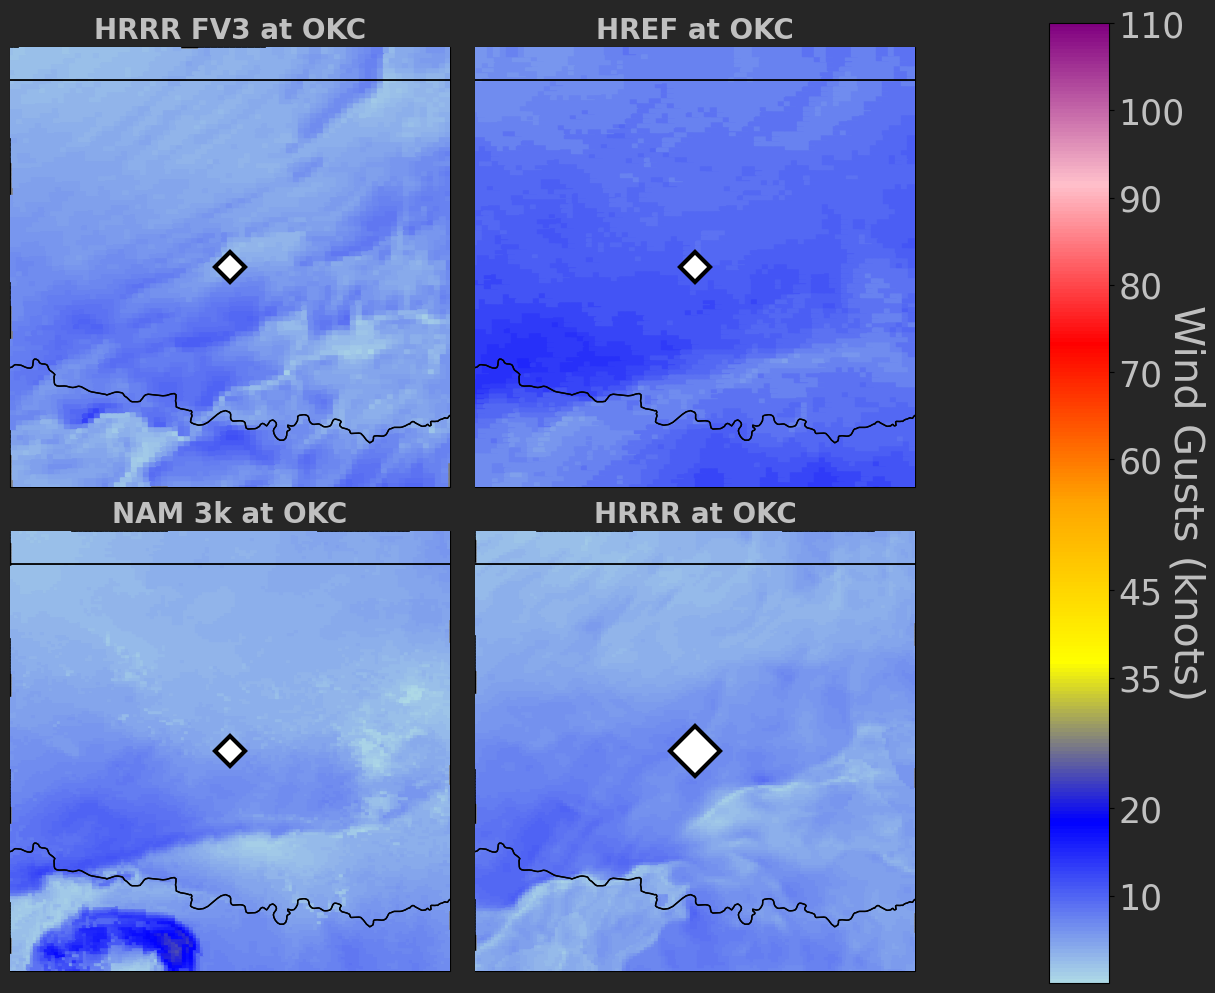 HRRR FV3 at OKC
HREF at OKC
NAM 3k at OKC
HRRR at OKC
110
100
90
80
70
60
45
35
20
10
Wind Gusts (knots)